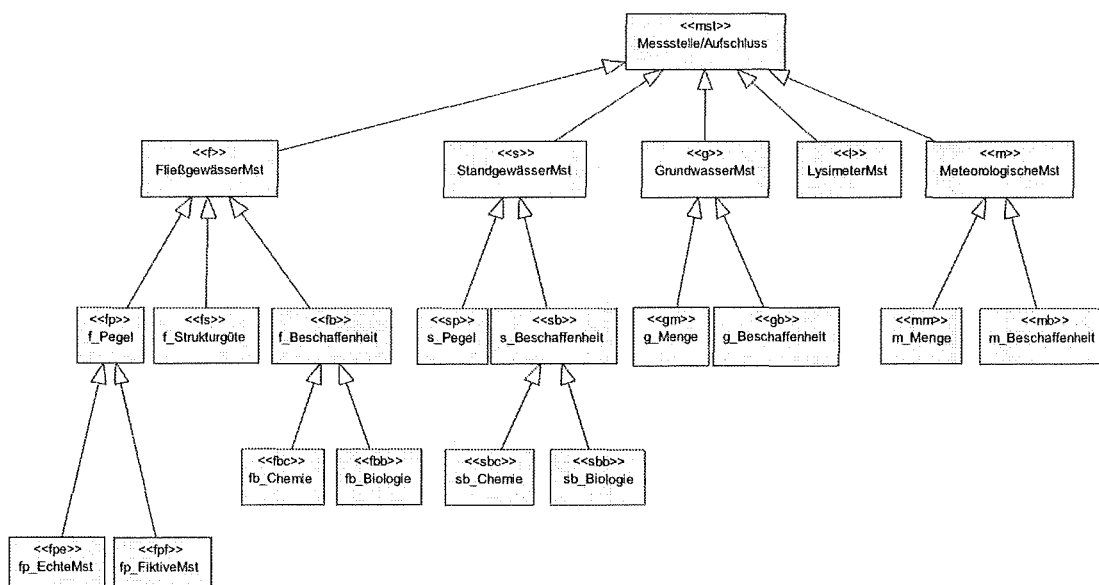 <<mst>>
Messstelle/Aufschluss
<<f>>
FließgewässerMst
<<s>>
StandgewässerMst
<<g>>
GrundwasserMst
<<l>>
LysimeterMst
<<m>>
MeteorologischeMst
<<fp>>
f_Pegel
<<fs>>
f_Strukturgüte
<<fb>>
f_Beschaffenheit
<<sp>>
s_Pegel
<<sb>>
s_Beschaffenheit
<<gm>>
g_Menge
<<gb>>
g_Beschaffenheit
<<mm>>
m_Menge
<<mb>>
m_Beschaffenheit
<<fbc>>
fb_Chemie
<<fbb>>
fb_Biologie
<<sbc>>
sb_Chemie
<<sbb>>
sb_Biologie
<<fpe>>
fp_EchteMst
<<fpf>>
fp_FiktiveMst